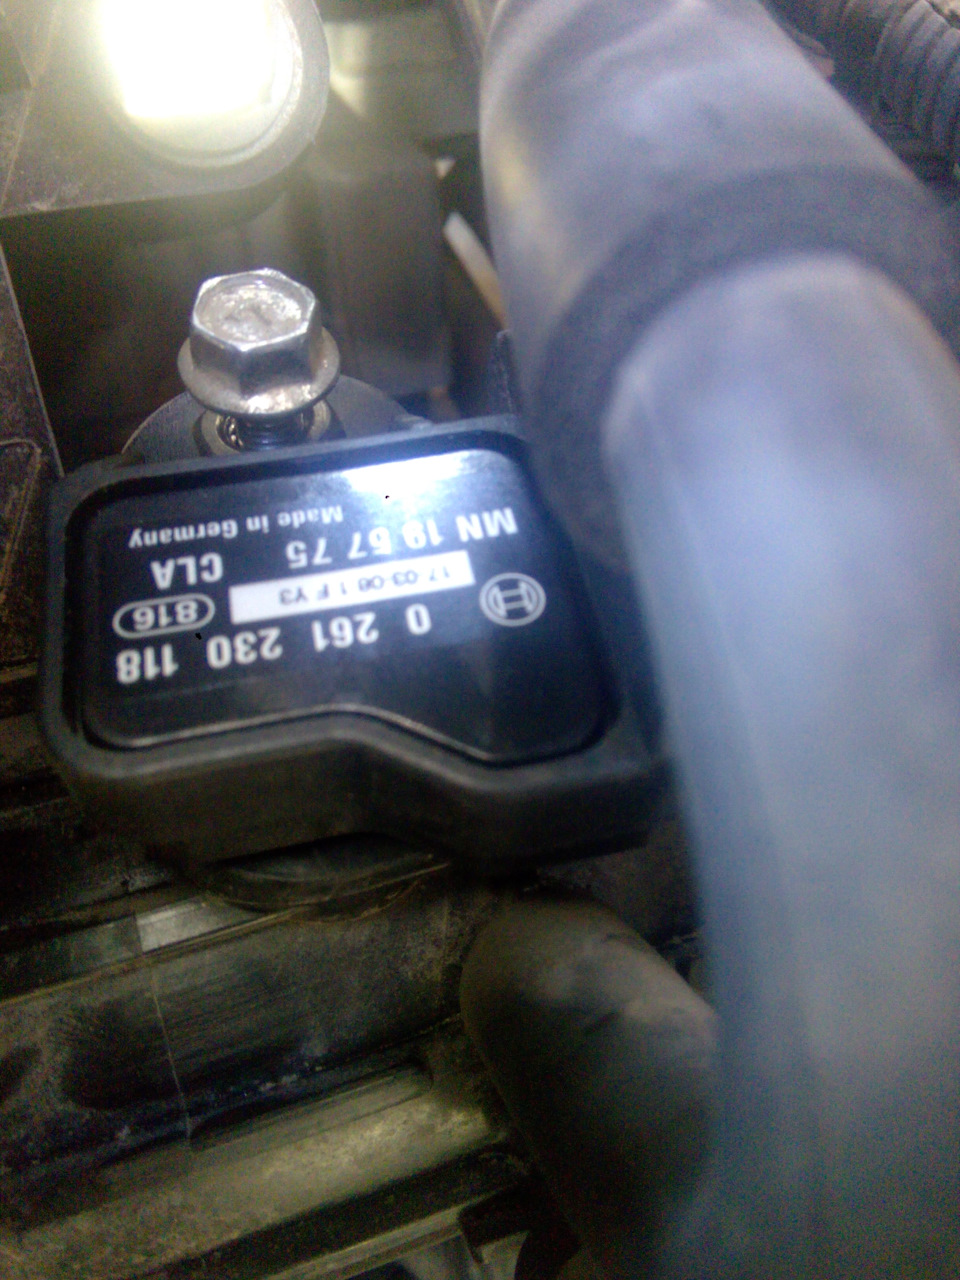 0 261 230 118
17-03-08 1 F Y3
816
MN 19 57 75
CLA
Made in Germany